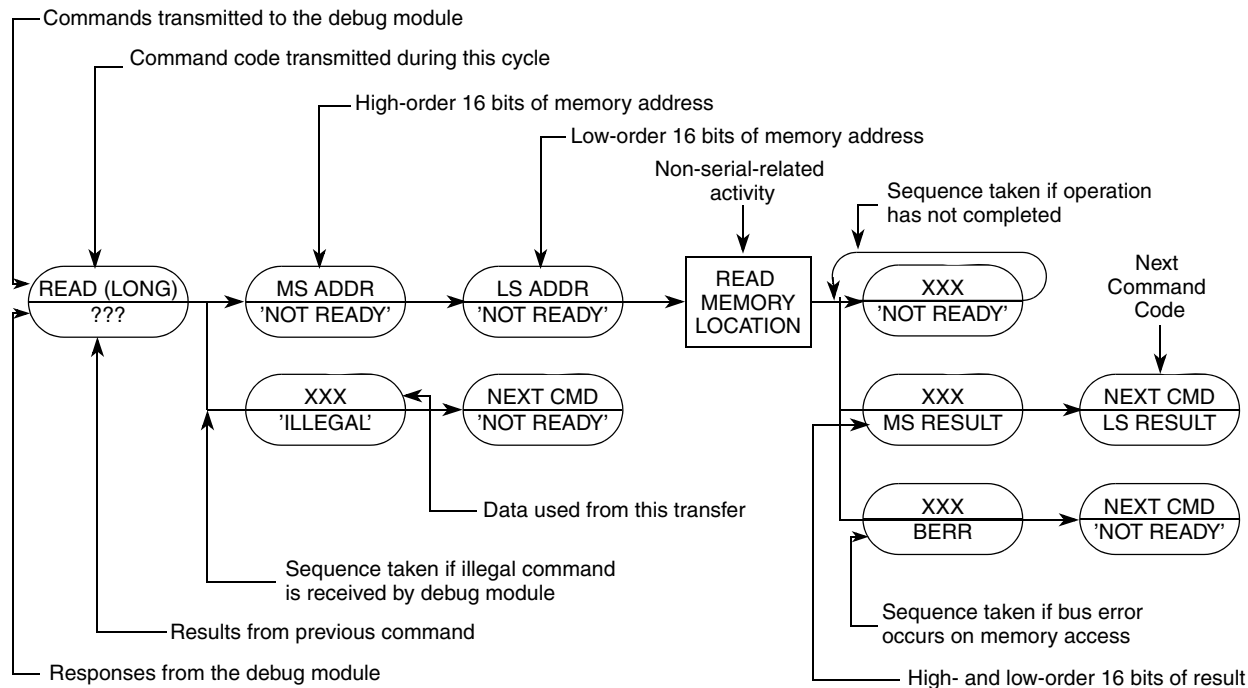 Commands transmitted to the debug module
Command code transmitted during this cycle
High-order 16 bits of memory address
Low-order 16 bits of memory address
Non-serial-related
activity
Sequence taken if operation
has not completed
Next
Command
Code
READ (LONG)
???
MS ADDR
'NOT READY'
LS ADDR
'NOT READY'
READ
MEMORY
LOCATION
XXX
'NOT READY'
XXX
'ILLEGAL'
NEXT CMD
'NOT READY'
XXX
MS RESULT
NEXT CMD
LS RESULT
XXX
BERR
NEXT CMD
'NOT READY'
Data used from this transfer
Sequence taken if illegal command
is received by debug module
Sequence taken if bus error
occurs on memory access
Results from previous command
Responses from the debug module
High- and low-order 16 bits of result